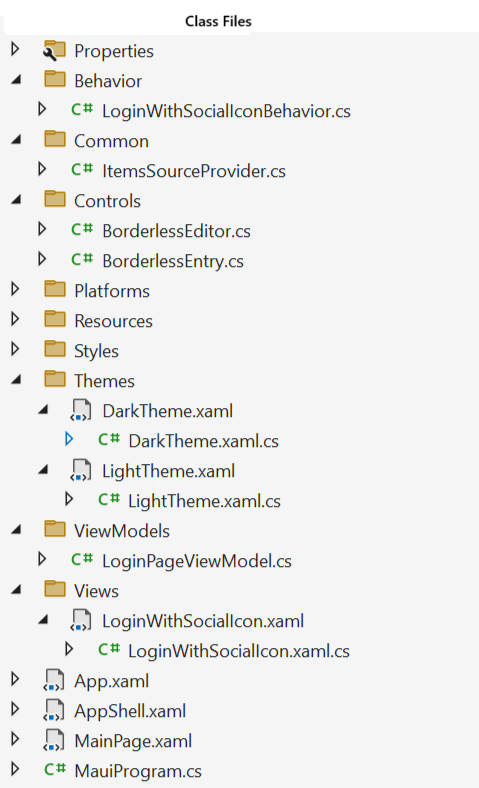 Class Files
Properties
Behavior
C# LoginWithSocialIconBehavior.cs
Common
C# ItemsSourceProvider.cs
Controls
C# BorderlessEditor.cs
C# BorderlessEntry.cs
Platforms
Resources
Styles
Themes
DarkTheme.xaml
C# DarkTheme.xaml.cs
LightTheme.xaml
C# LightTheme.xaml.cs
ViewModels
C# LoginPageViewModel.cs
Views
LoginWithSocialIcon.xaml
C# LoginWithSocialIcon.xaml.cs
App.xaml
AppShell.xaml
MainPage.xaml
C# MauiProgram.cs